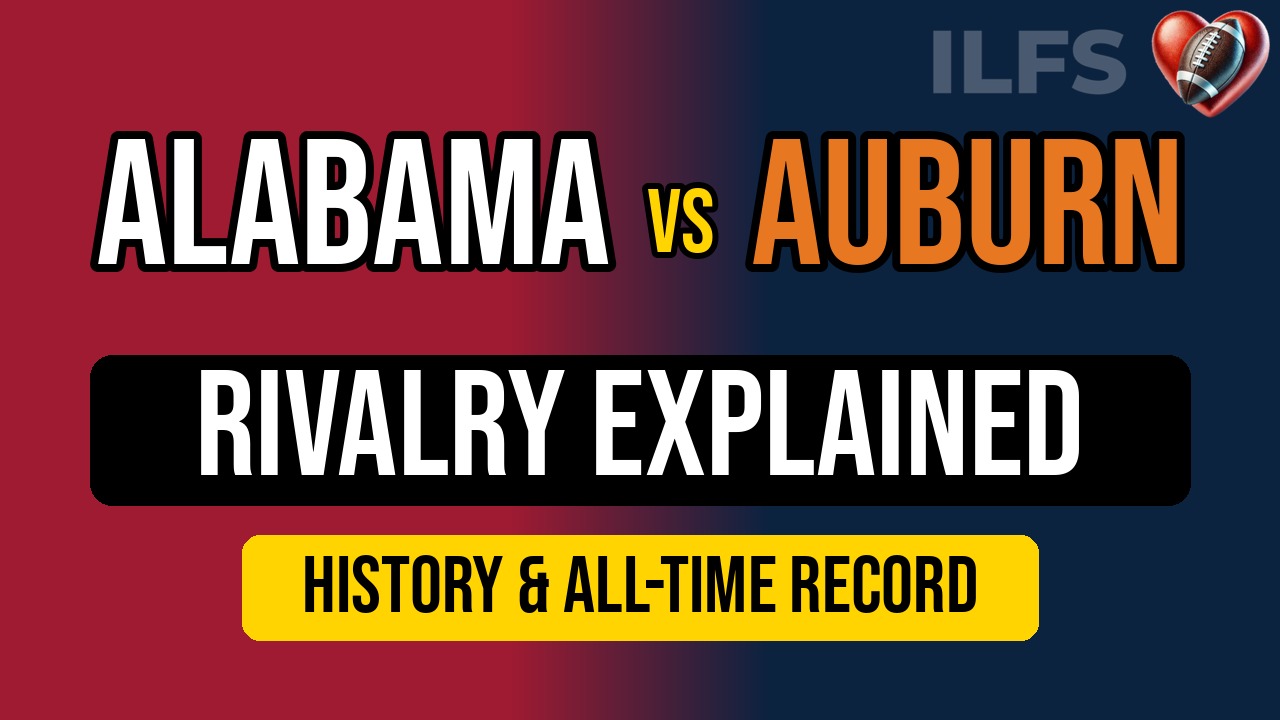 ILFS
ALABAMA VS AUBURN
RIVALRY EXPLAINED
HISTORY & ALL-TIME RECORD